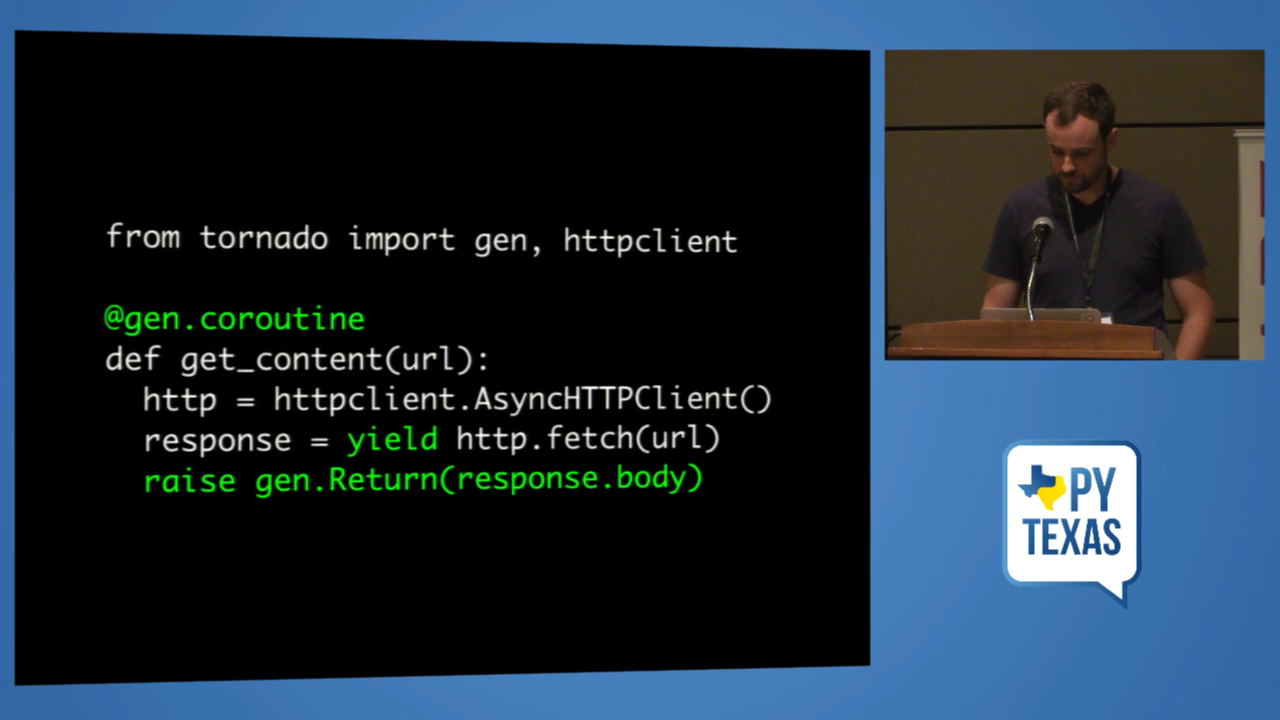 from tornado import gen, httpclient
@gen.coroutine
def get_content(url):
  http = httpclient.AsyncHTTPClient()
  response = yield http.fetch(url)
  raise gen.Return(response.body)
PY
TEXAS